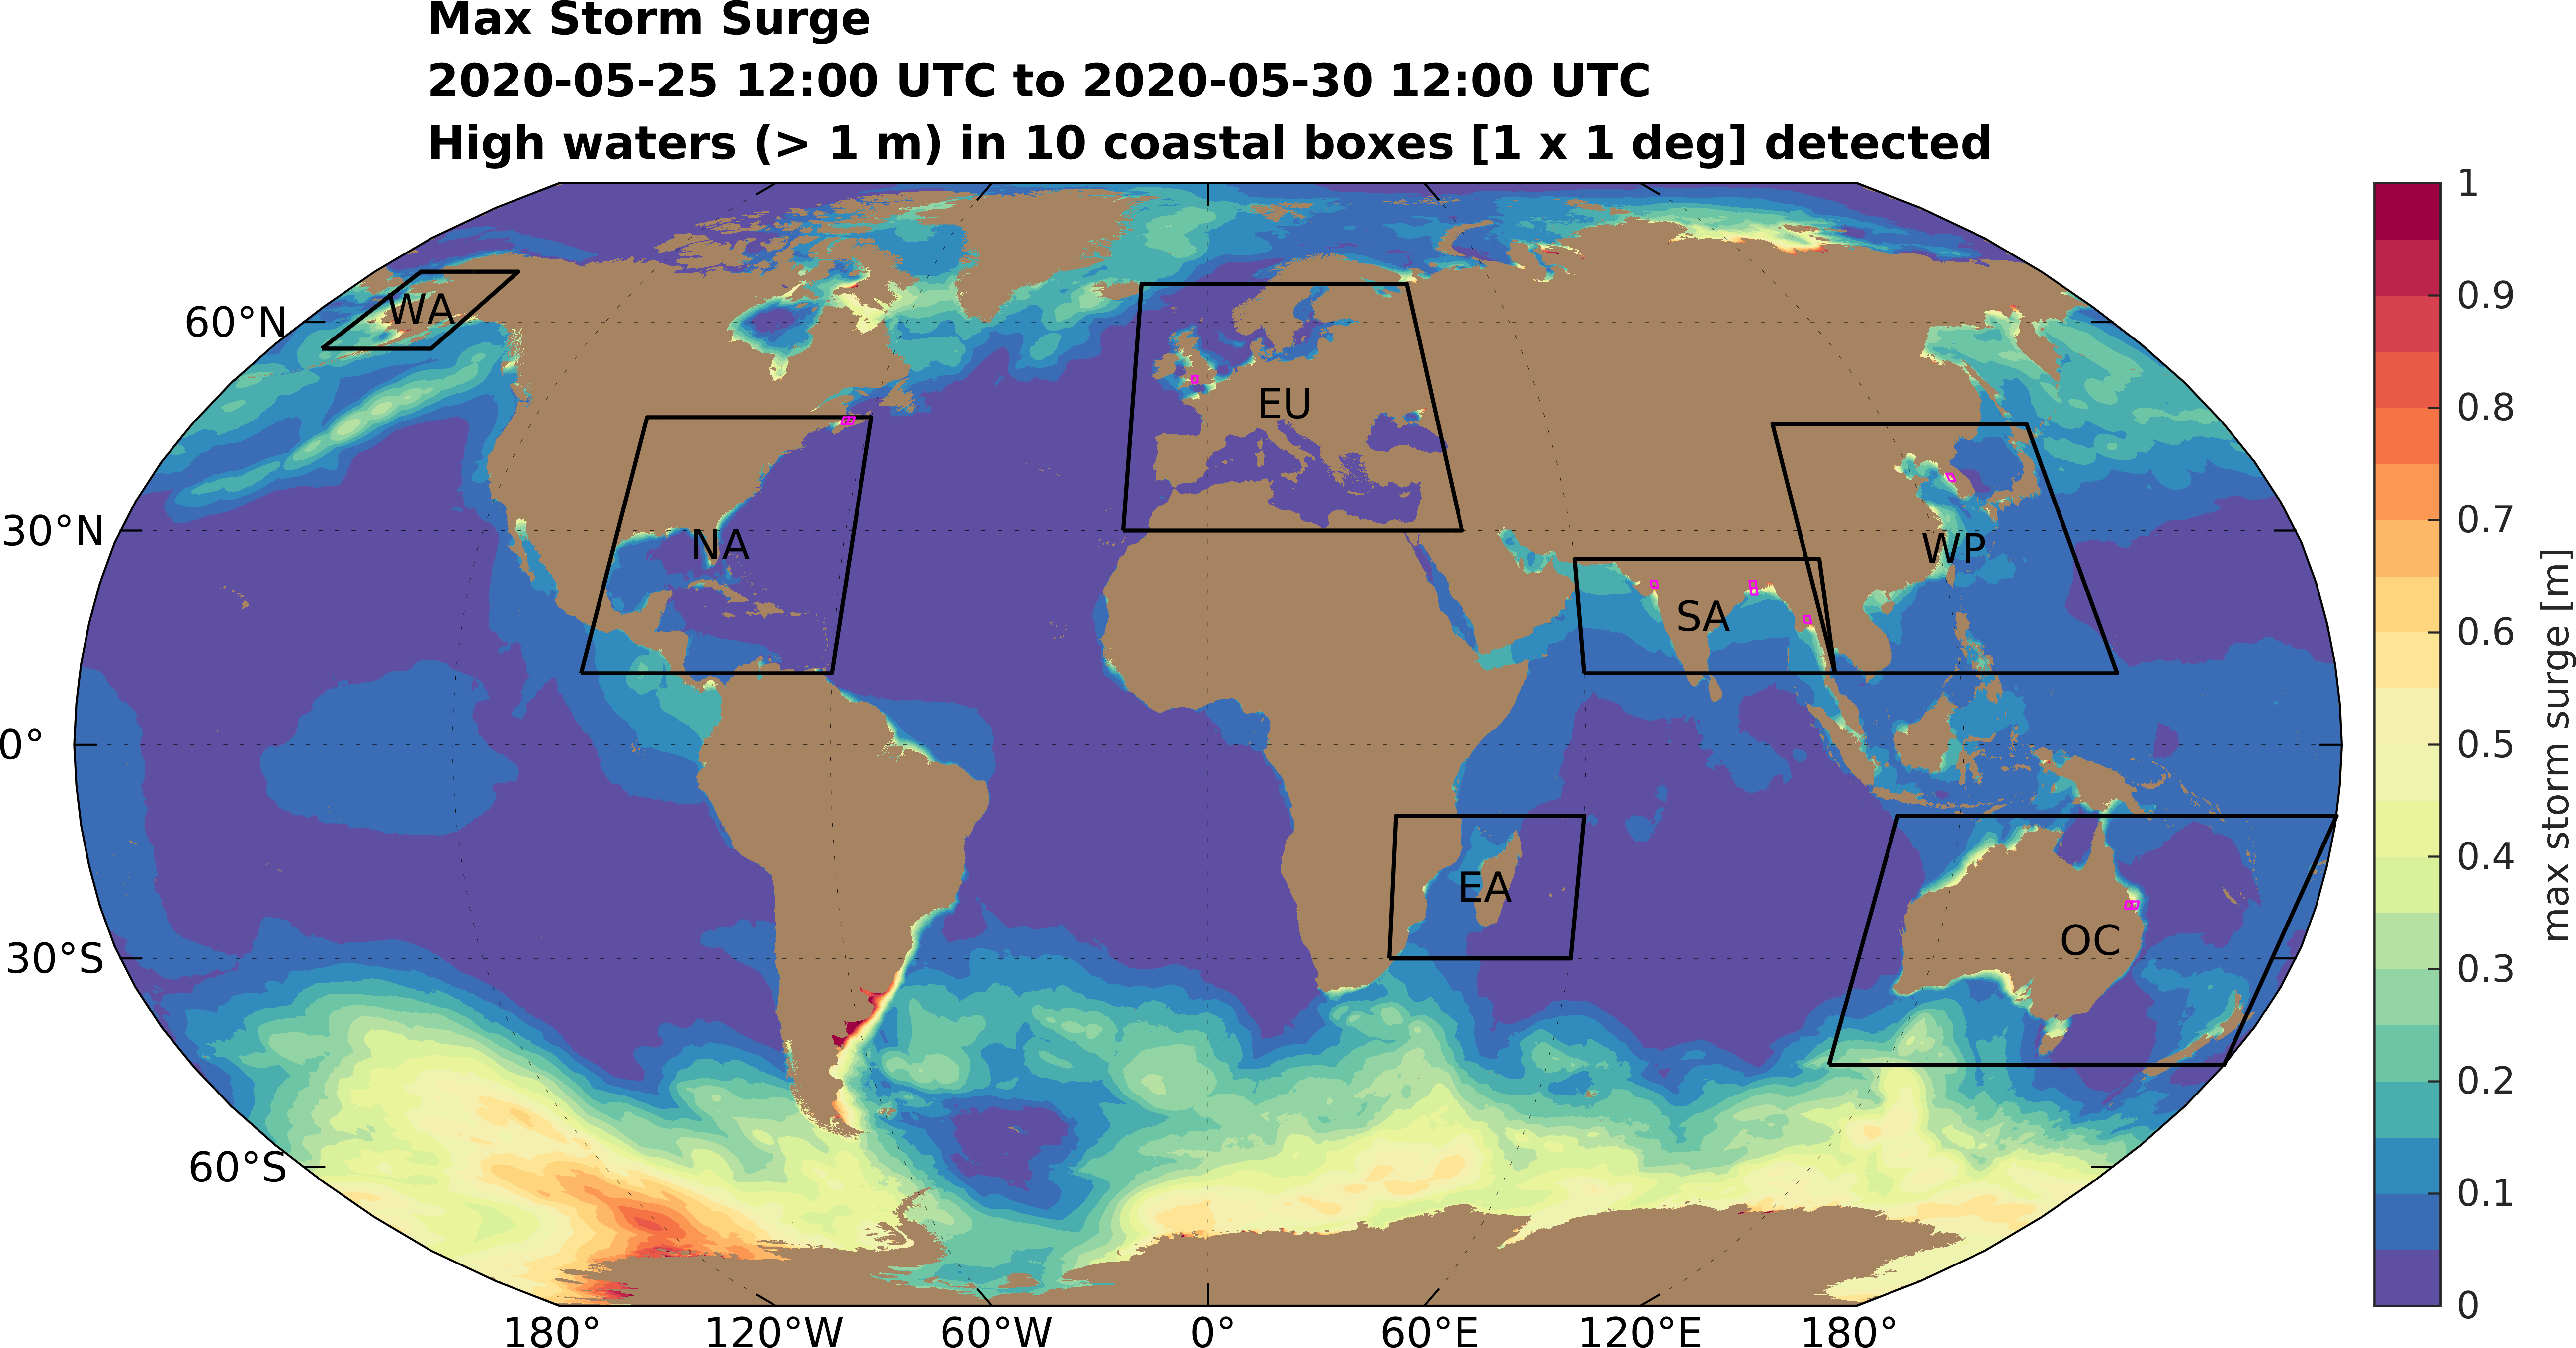 Max Storm Surge
2020-05-25 12:00 UTC to 2020-05-30 12:00 UTC
High waters (> 1 m) in 10 coastal boxes [1 x 1 deg] detected
WA
60°N
EU
30°N
NA
WP
SA
0°
EA
OC
30°S
60°S
180°
120°W
60°W
0°
60°E
120°E
180°
1
0.9
0.8
0.7
0.6
0.5
0.4
0.3
0.2
0.1
0
max storm surge [m]